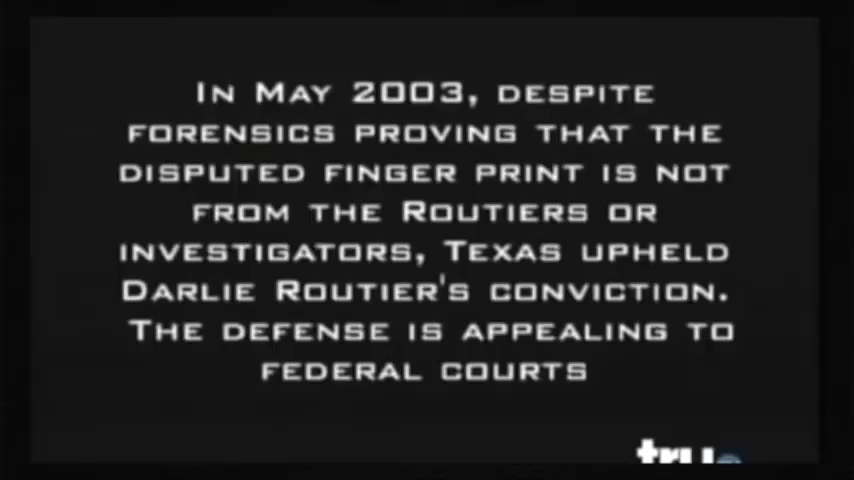 IN MAY 2003, DESPITE
FORENSICS PROVING THAT THE
DISPUTED FINGER PRINT IS NOT
FROM THE ROUTIERS OR
INVESTIGATORS, TEXAS UPHELD
DARLIE ROUTIER'S CONVICTION.
THE DEFENSE IS APPEALING TO
FEDERAL COURTS
tru